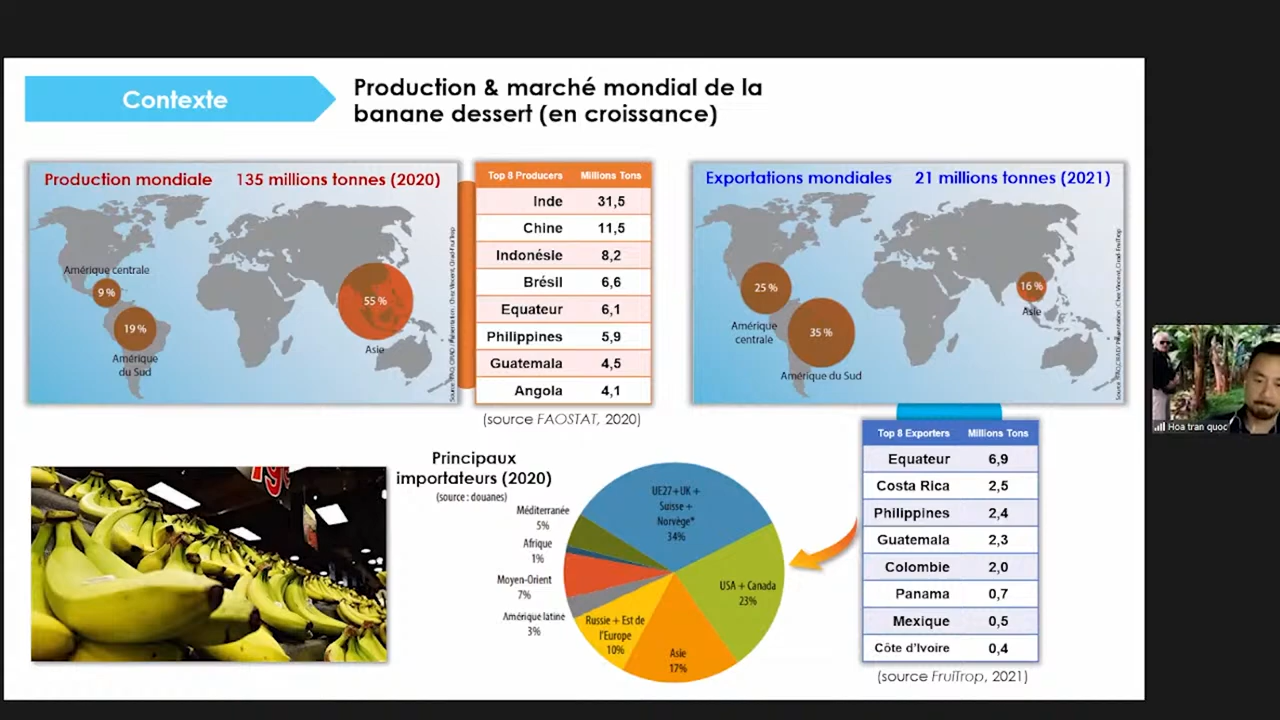 Contexte
Production & marché mondial de la
banane dessert (en croissance)
Production mondiale 135 millions tonnes (2020)
Amérique centrale
9 %
19 %
Amérique
du Sud
55 %
Asie
Top 8 Producers Millions Tons
Inde 31,5
Chine 11,5
Indonésie 8,2
Brésil 6,6
Equateur 6,1
Philippines 5,9
Guatemala 4,5
Angola 4,1
(source FAOSTAT, 2020)
Exportations mondiales 21 millions tonnes (2021)
25 %
Amérique
centrale
35 %
Amérique du Sud
16 %
Asie
Top 8 Exporters Millions Tons
Equateur 6,9
Costa Rica 2,5
Philippines 2,4
Guatemala 2,3
Colombie 2,0
Panama 0,7
Mexique 0,5
Côte d'Ivoire 0,4
(source FruiTrop, 2021)
Principaux
importateurs (2020)
(source : douanes)
UE27+UK +
Suisse +
Norvège*
34%
USA + Canada
23%
Asie
17%
Russie + Est de
l'Europe
10%
Amérique latine
3%
Moyen-Orient
7%
Afrique
1%
Méditerranée
5%
Hoa tran quoc